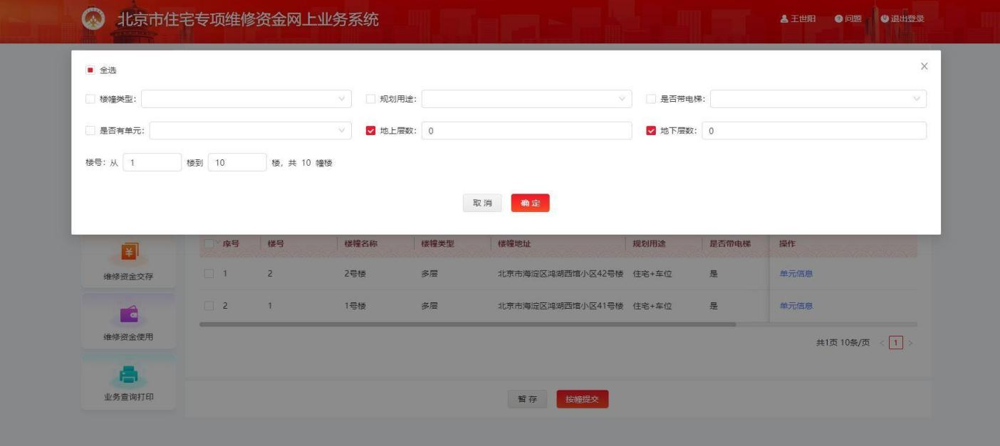 北京市住宅专项维修资金网上业务系统 王世阳 问题 退出登录
全选
楼幢类型： 规划用途： 是否带电梯：
是否有单元： 地上层数： 0 地下层数： 0
楼号：从 1 楼到 10 楼，共 10 幢楼
取消 确定
序号 楼号 楼幢名称 楼幢类型 楼幢地址 规划用途 是否带电梯 操作
维修资金交存
1 2 2号楼 多层 北京市海淀区鸿湖西馆小区42号楼 住宅+车位 是 单元信息
2 1 1号楼 多层 北京市海淀区鸿湖西馆小区41号楼 住宅+车位 是 单元信息
维修资金使用
共1页 10条/页 < 1 >
业务查询打印
暂存 按幢提交